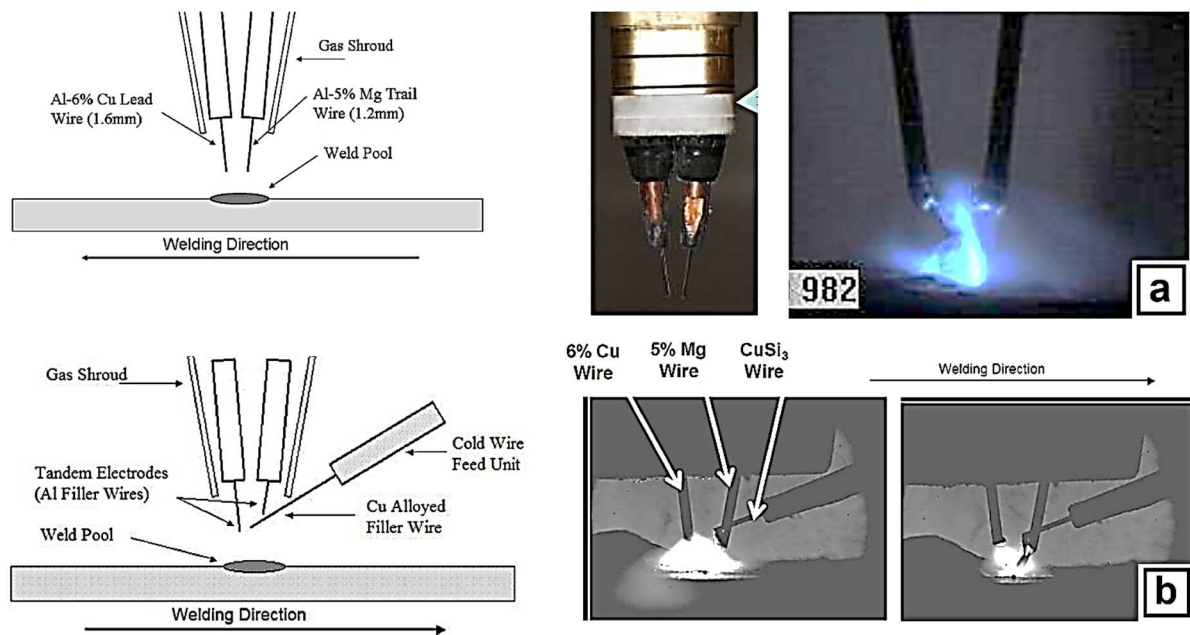 Gas Shroud
Al-6% Cu Lead
Wire (1.6mm)
Al-5% Mg Trail
Wire (1.2mm)
Weld Pool
Welding Direction
982
a
Gas Shroud
Cold Wire
Feed Unit
Tandem Electrodes
(Al Filler Wires)
Cu Alloyed
Filler Wire
Weld Pool
Welding Direction
6% Cu
Wire
5% Mg
Wire
CuSi₃
Wire
Welding Direction
b